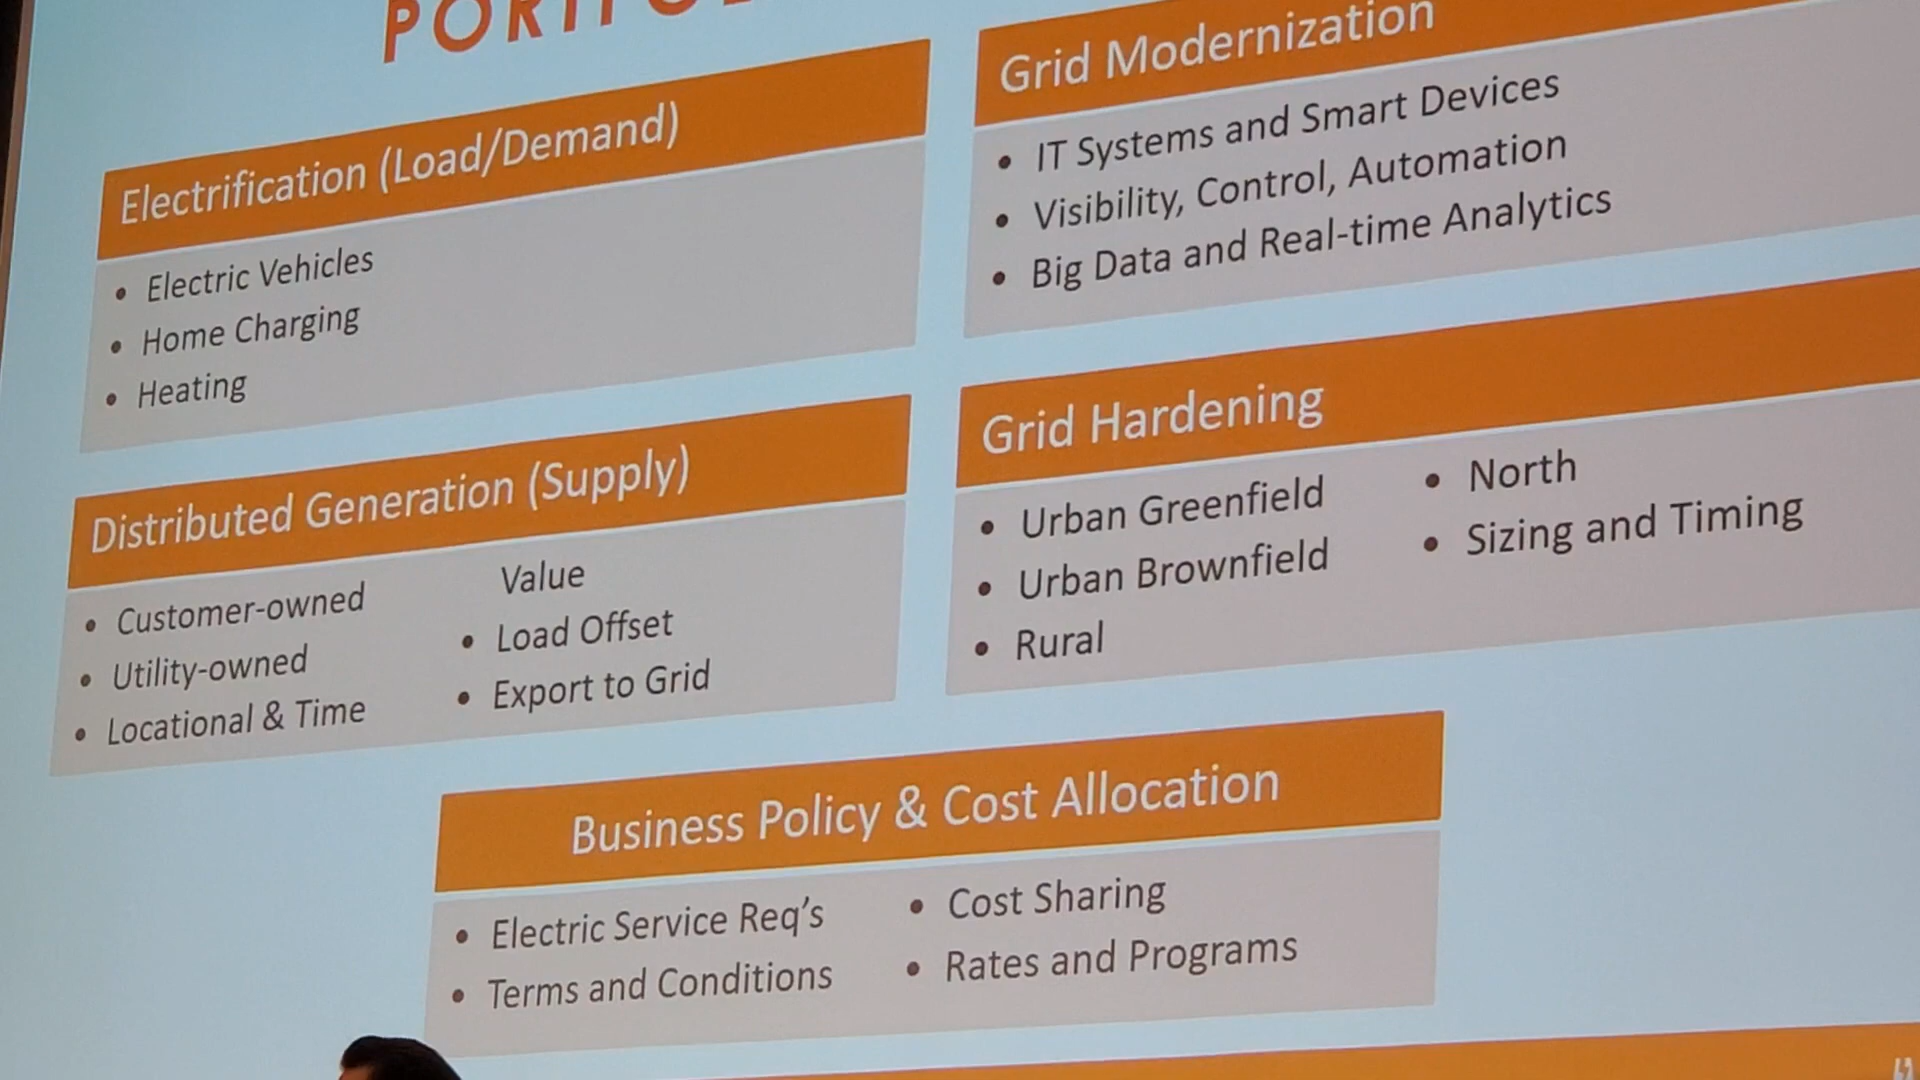 Electrification (Load/Demand)
• Electric Vehicles
• Home Charging
• Heating
Distributed Generation (Supply)
• Customer-owned
• Utility-owned
• Locational & Time
Value
• Load Offset
• Export to Grid
Grid Modernization
• IT Systems and Smart Devices
• Visibility, Control, Automation
• Big Data and Real-time Analytics
Grid Hardening
• Urban Greenfield
• Urban Brownfield
• Rural
• North
• Sizing and Timing
Business Policy & Cost Allocation
• Electric Service Req's
• Terms and Conditions
• Cost Sharing
• Rates and Programs